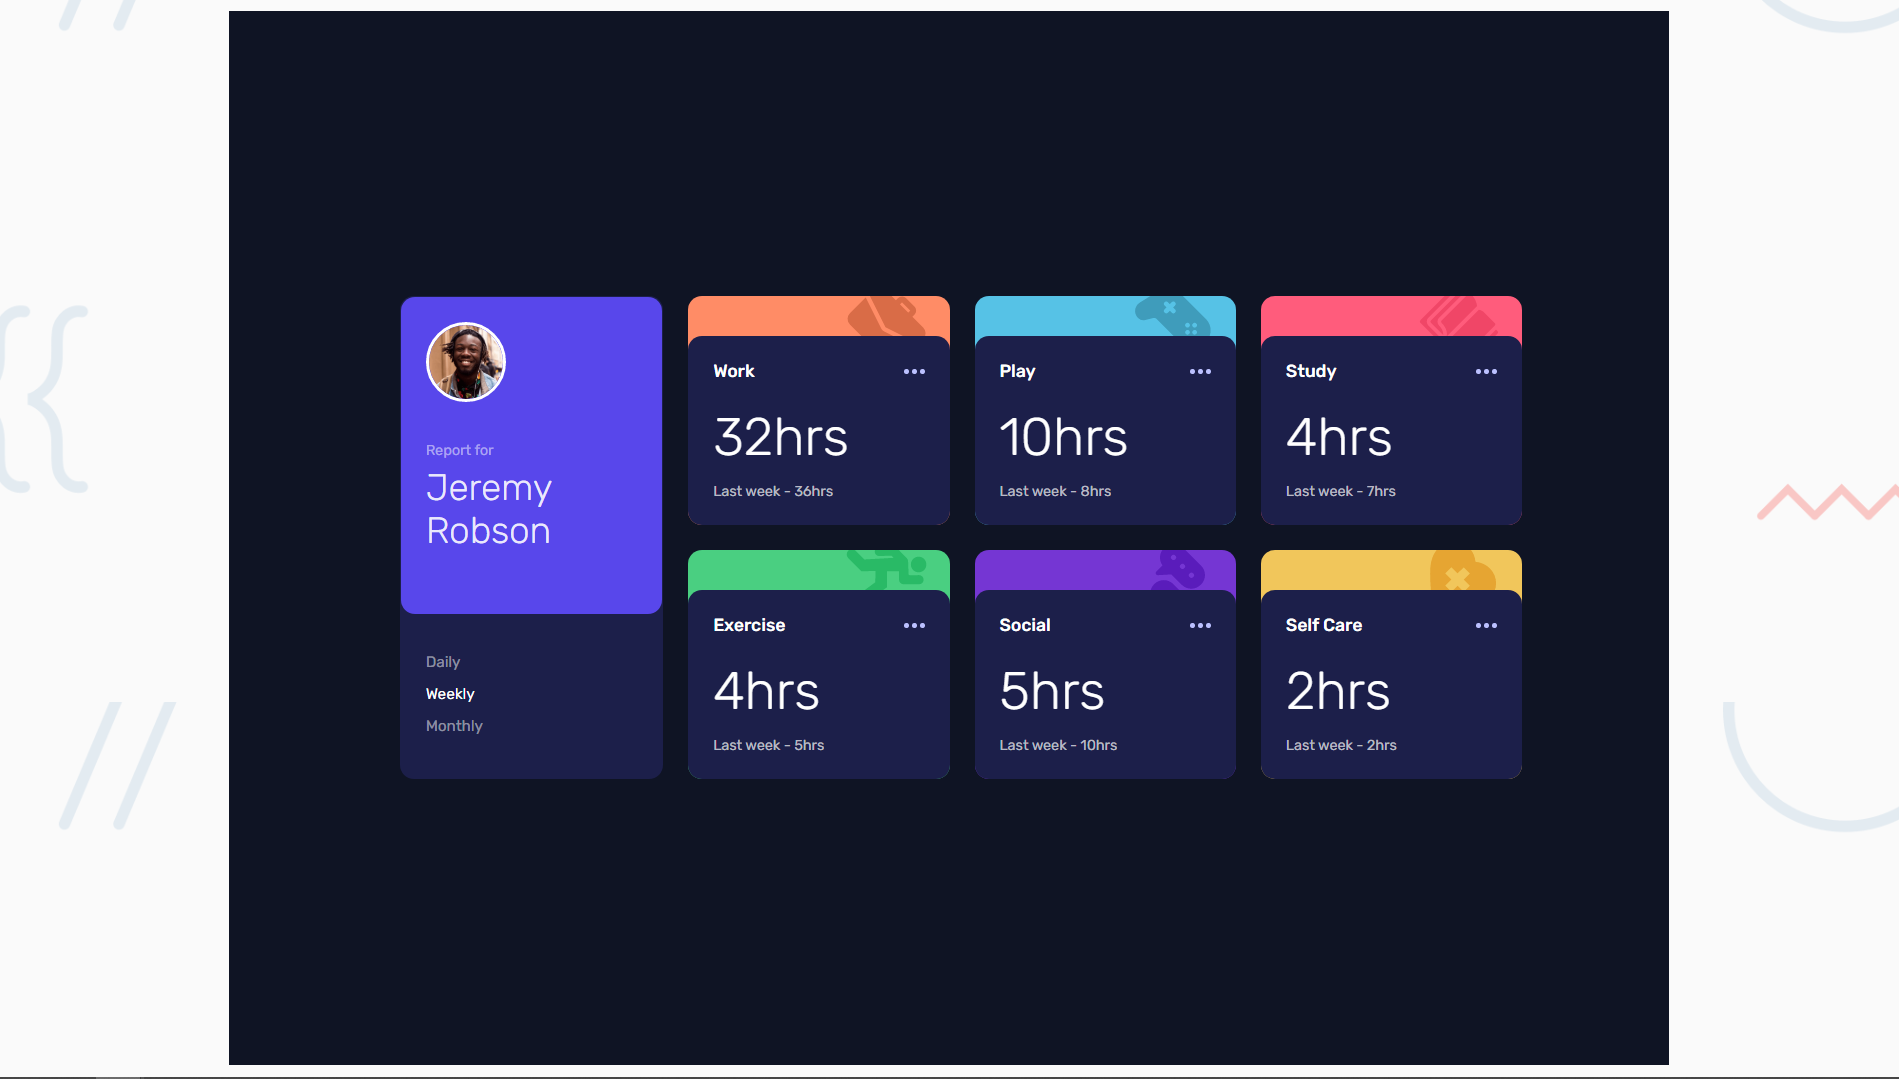 Report for
Jeremy
Robson
Daily
Weekly
Monthly
Work
32hrs
Last week - 36hrs
Play
10hrs
Last week - 8hrs
Study
4hrs
Last week - 7hrs
Exercise
4hrs
Last week - 5hrs
Social
5hrs
Last week - 10hrs
Self Care
2hrs
Last week - 2hrs